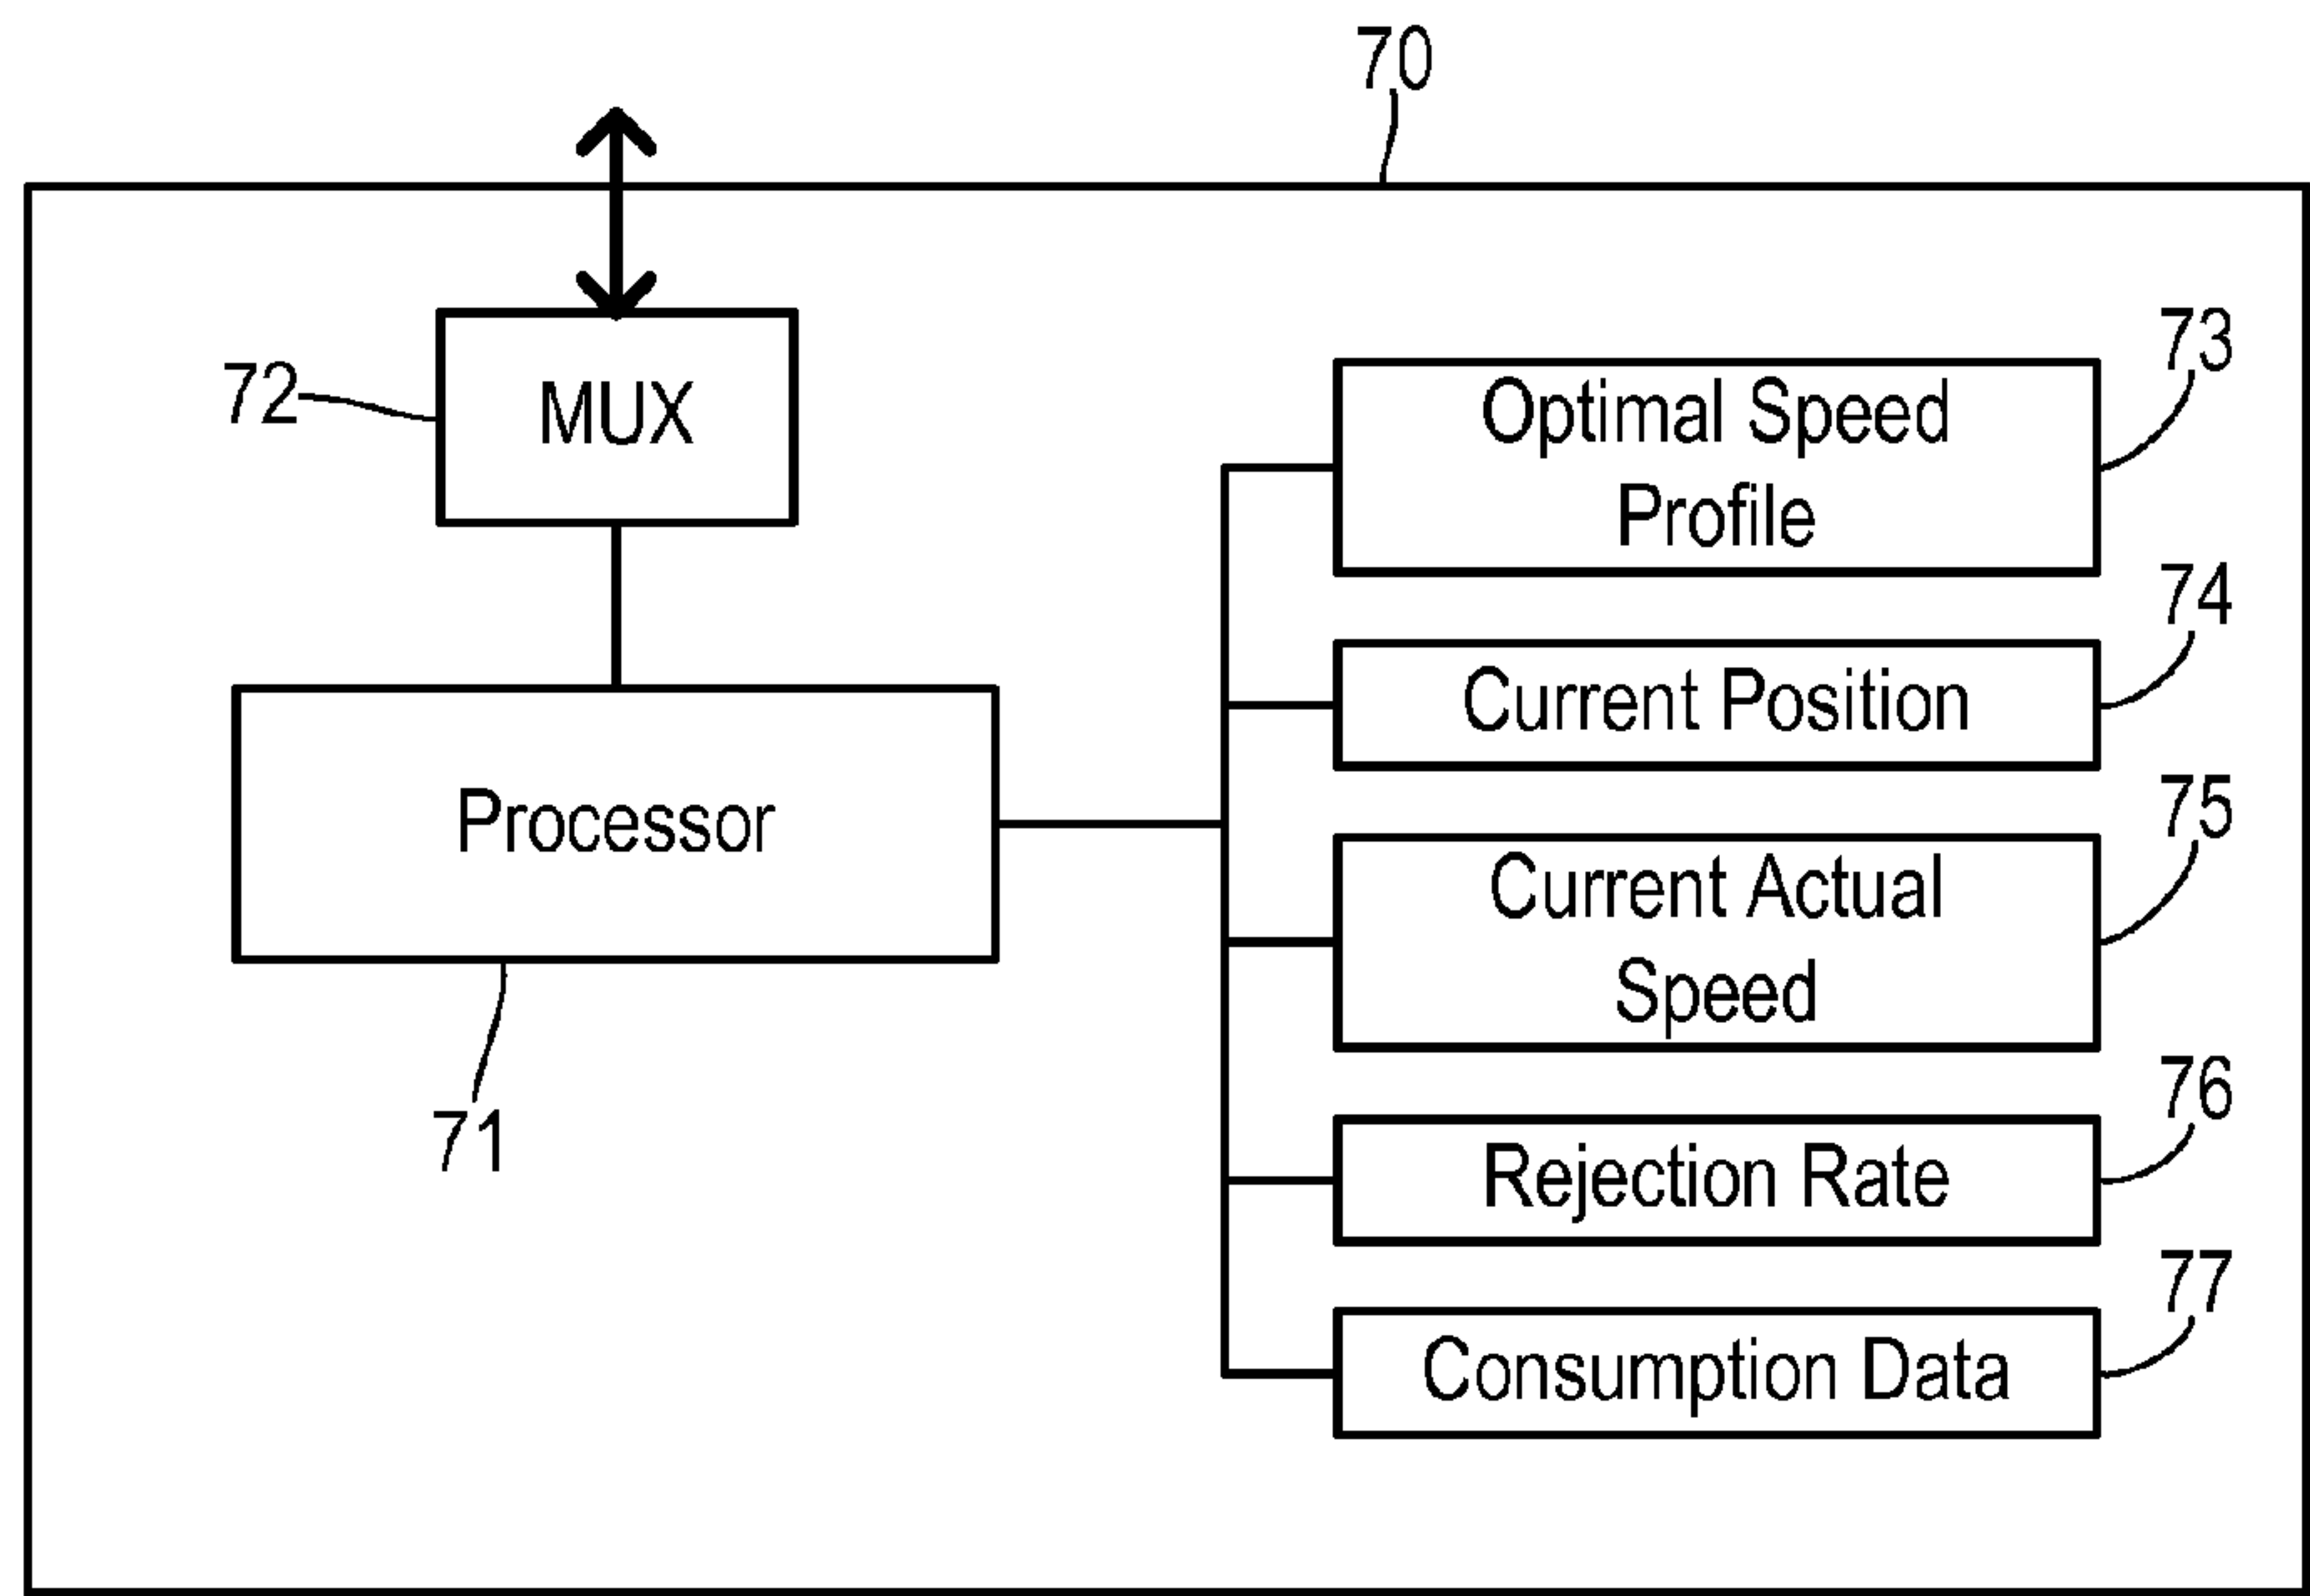 70
72
MUX
Processor
71
Optimal Speed
Profile
73
Current Position
74
Current Actual
Speed
75
Rejection Rate
76
Consumption Data
77